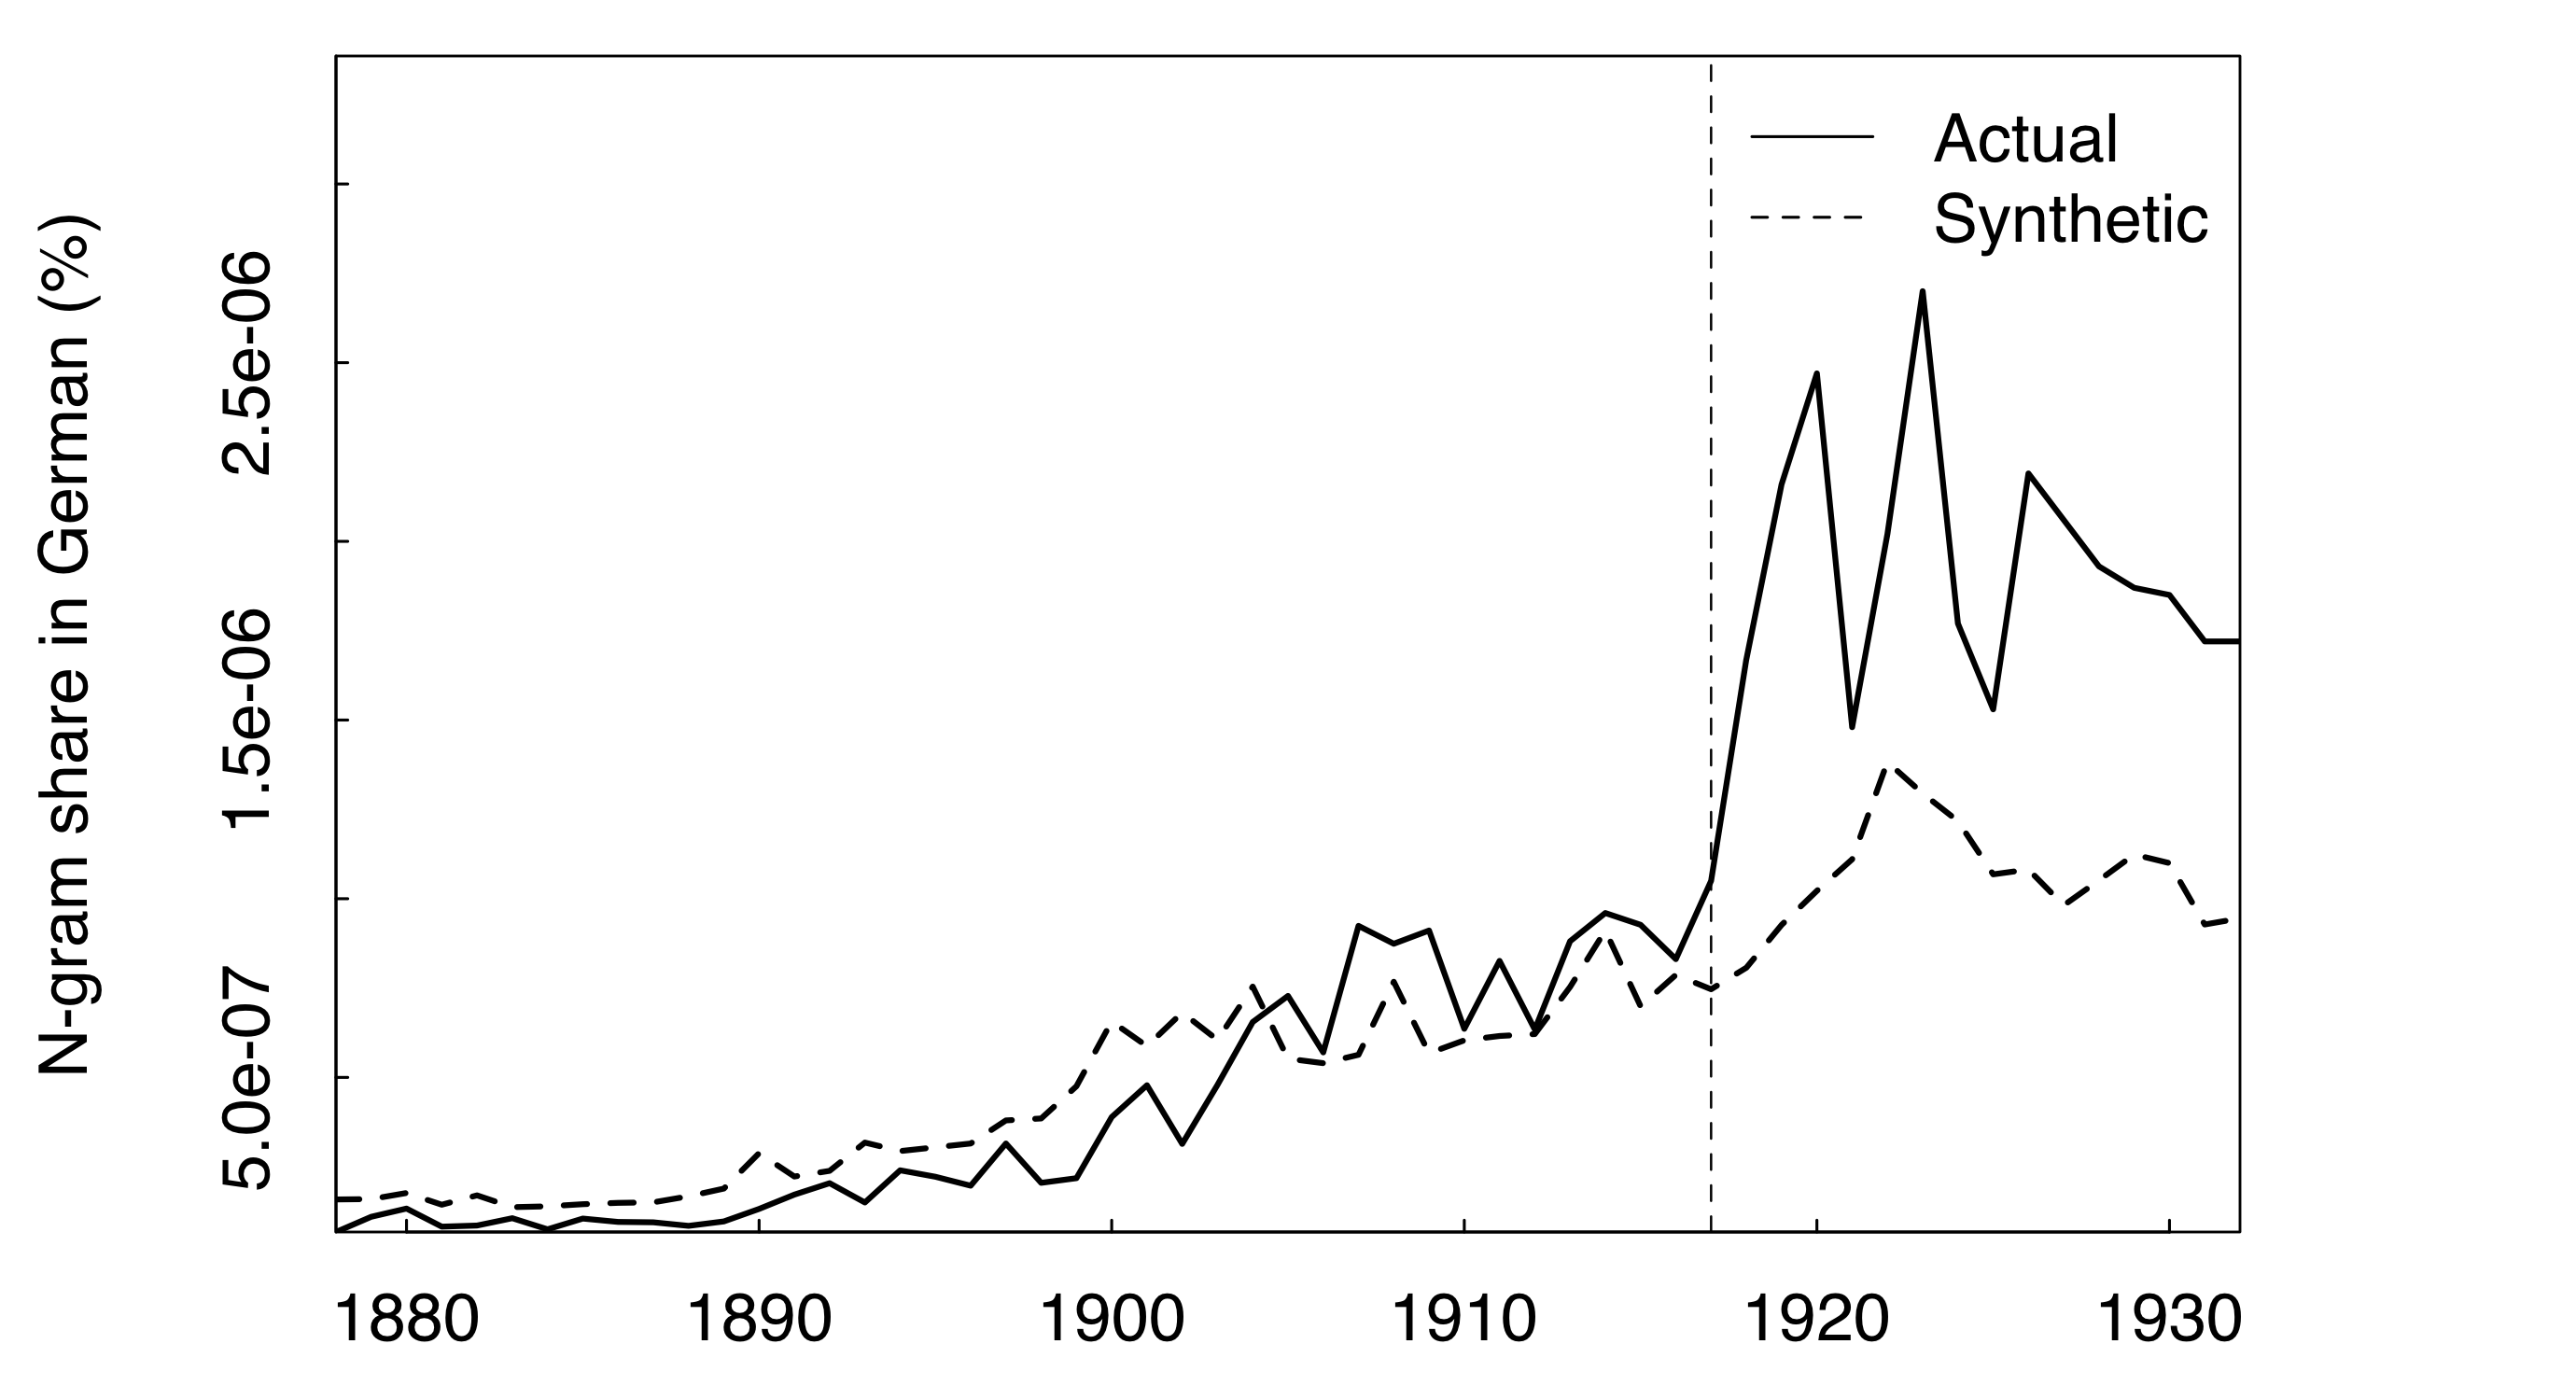 N-gram share in German (%)
2.5e-06
1.5e-06
5.0e-07
Actual
Synthetic
1880 1890 1900 1910 1920 1930